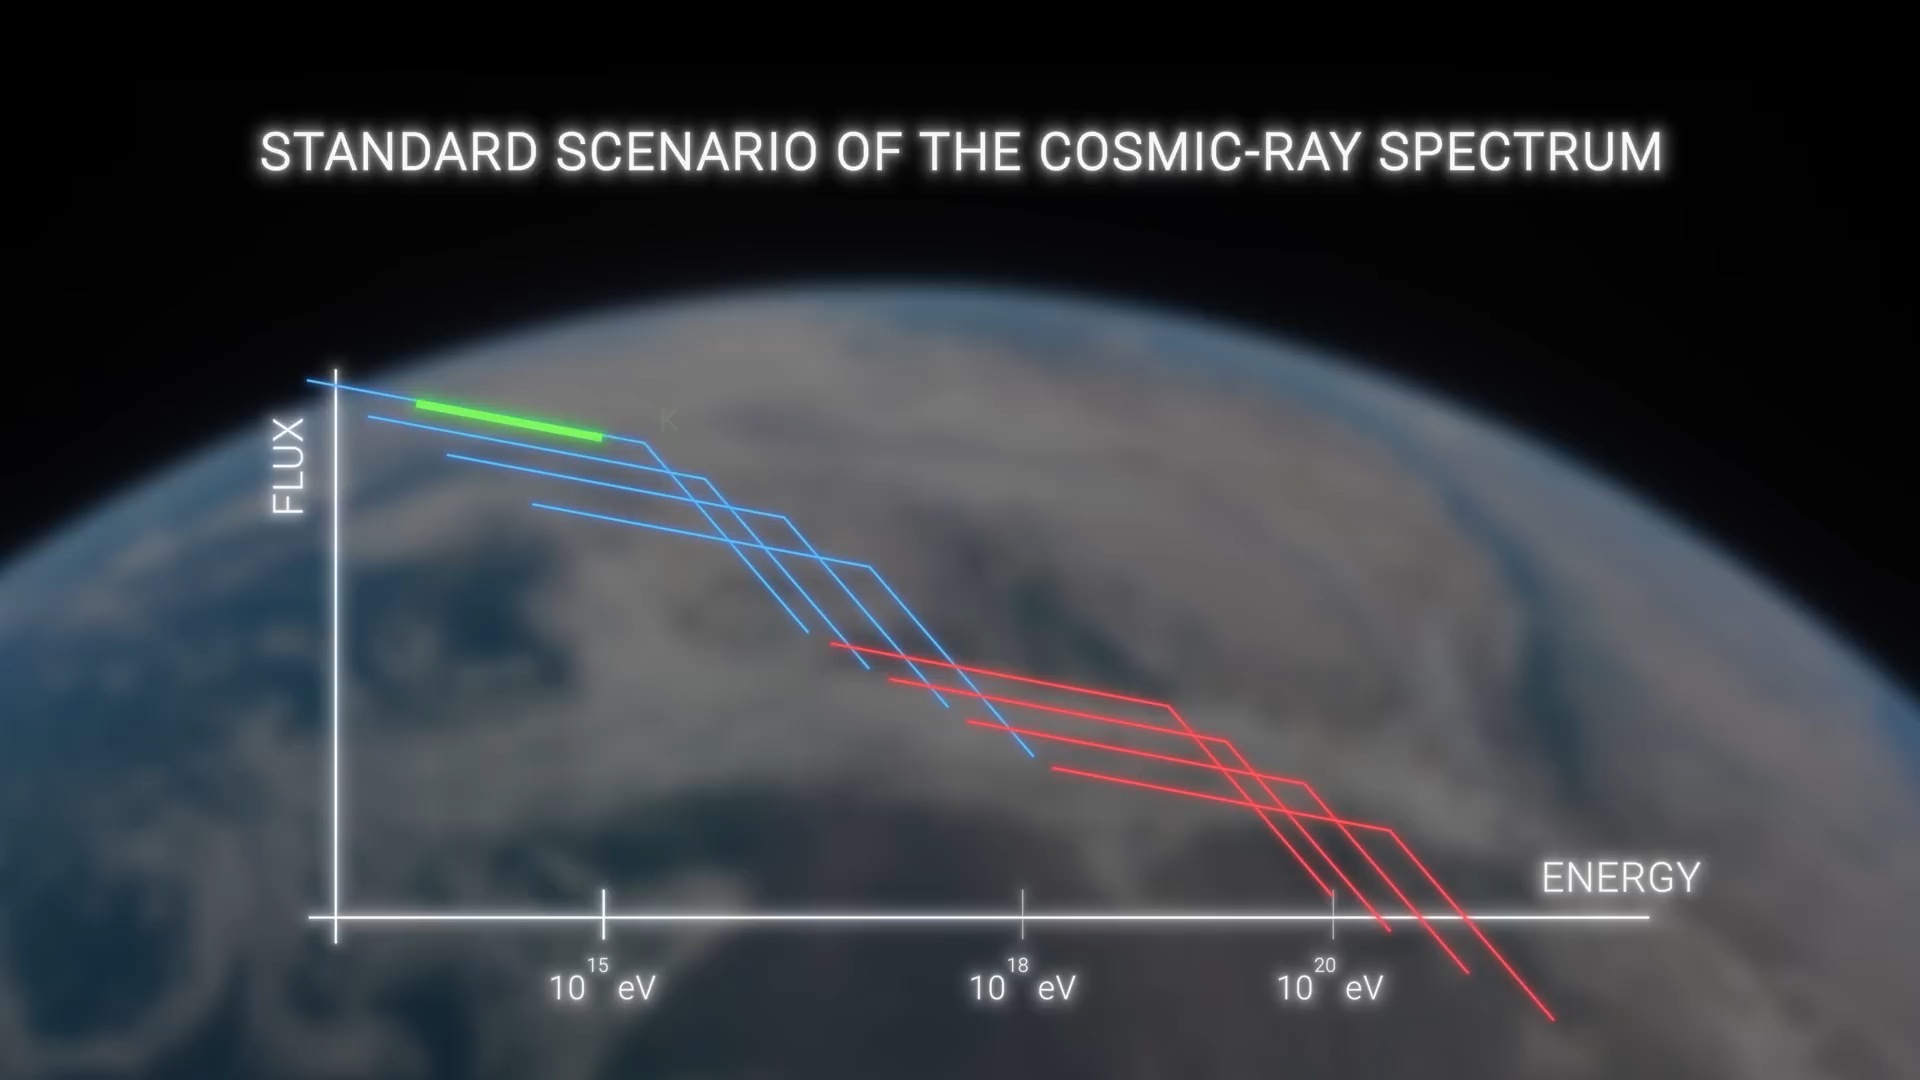 STANDARD SCENARIO OF THE COSMIC-RAY SPECTRUM
K
FLUX
ENERGY
10¹⁵ eV
10¹⁸ eV
10²⁰ eV